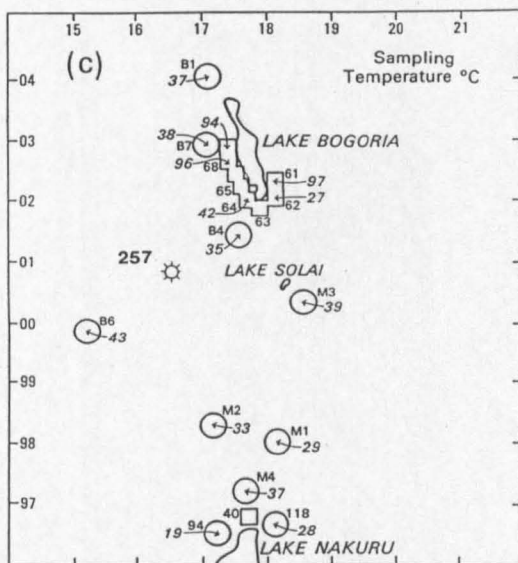 15 16 17 18 19 20 21
(c)
Sampling
Temperature °C
04
B1
37
03
94
38
B7
LAKE BOGORIA
96
68
61
97
02
65
27
64
62
42
63
B4
35
01
257
LAKE SOLAI
M3
39
00
B6
43
99
M2
33
M1
98
29
M4
37
97
40
94
118
19
28
LAKE NAKURU